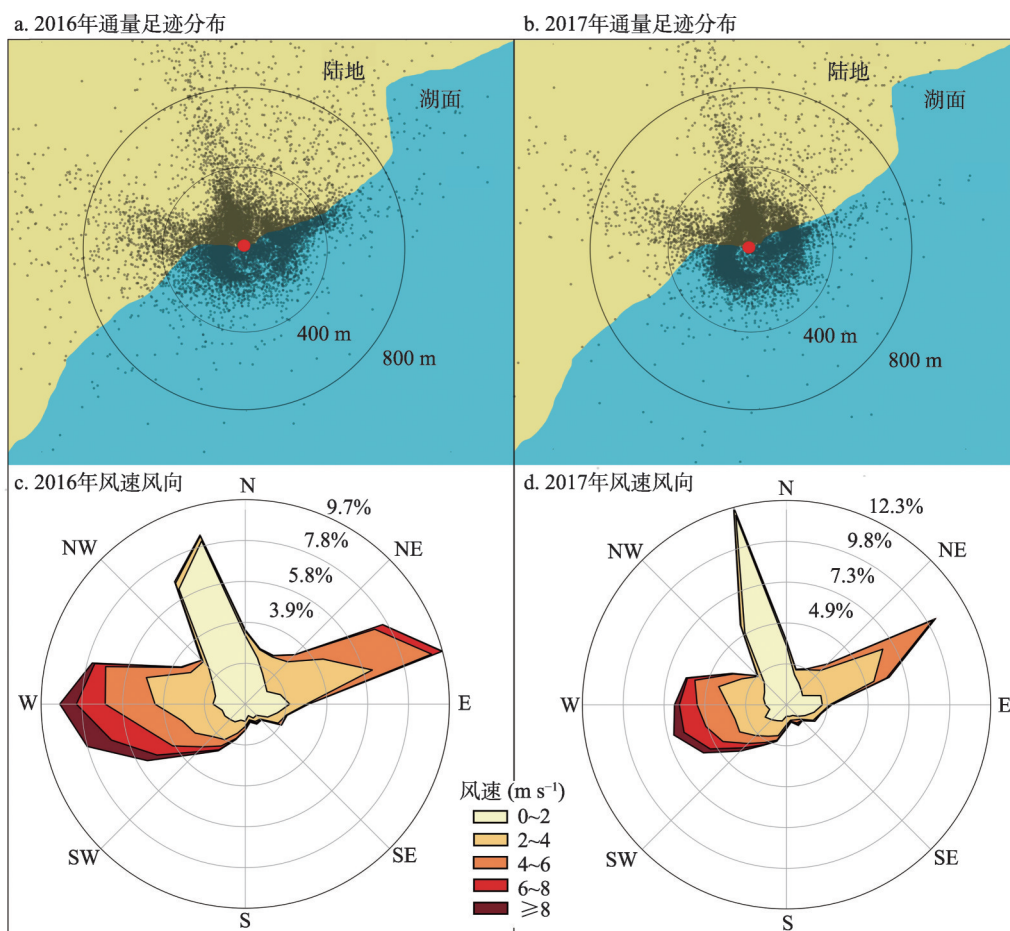 a. 2016年通量足迹分布
b. 2017年通量足迹分布
陆地
湖面
400 m
800 m
陆地
湖面
400 m
800 m
c. 2016年风速风向
N
9.7%
7.8%
5.8%
3.9%
NW
NE
W
E
SW
SE
S
d. 2017年风速风向
N
12.3%
9.8%
7.3%
4.9%
NW
NE
W
E
SW
SE
S
风速 (m s⁻¹)
0~2
2~4
4~6
6~8
≥8